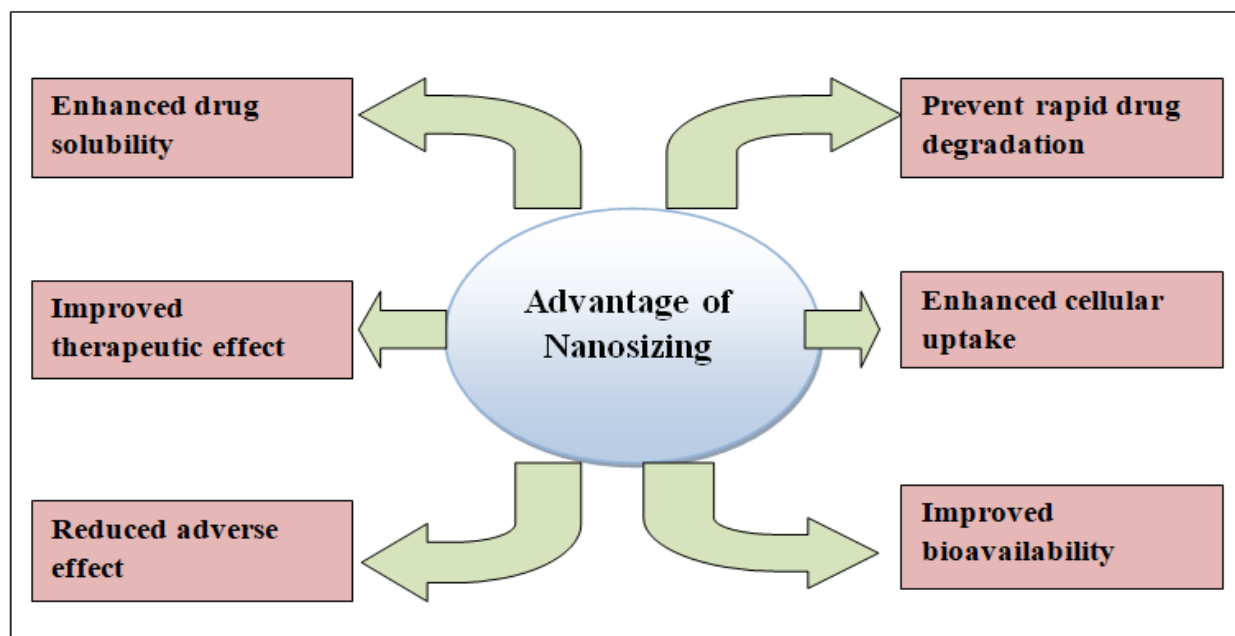 Enhanced drug
solubility
Prevent rapid drug
degradation
Advantage of
Nanosizing
Improved
therapeutic effect
Enhanced cellular
uptake
Reduced adverse
effect
Improved
bioavailability